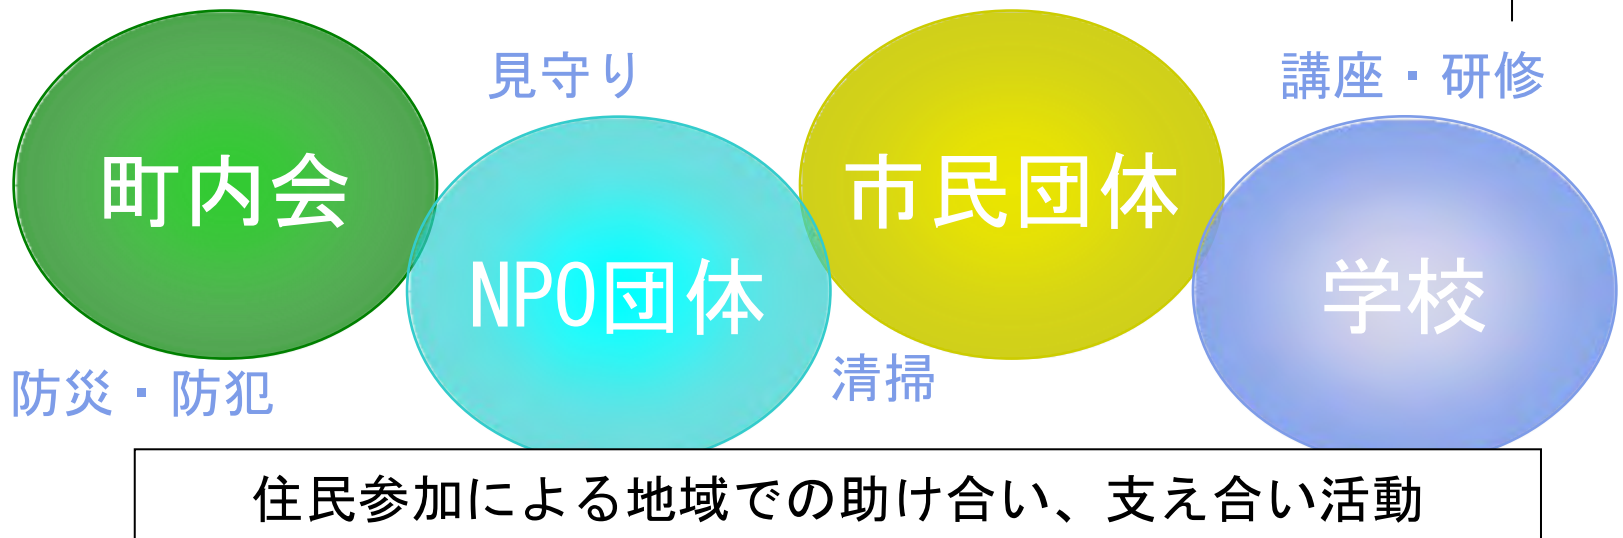 見守り
講座・研修
町内会
市民団体
NPO団体
学校
防災・防犯
清掃
住民参加による地域での助け合い、支え合い活動